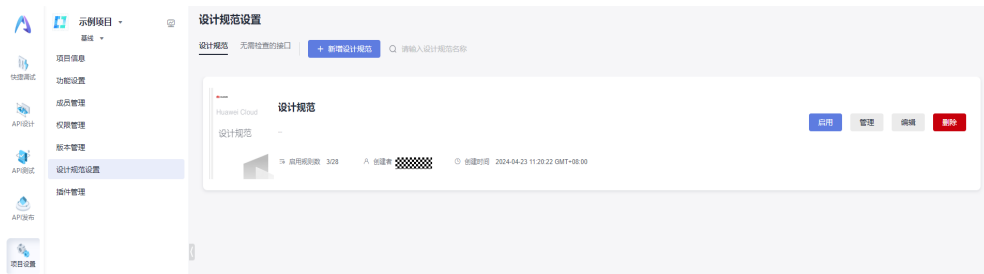 示例项目
基线
快捷调试
API设计
API测试
API发布
项目设置
项目信息
功能设置
成员管理
权限管理
版本管理
设计规范设置
插件管理
设计规范设置
设计规范 无需检查的接口 + 新增设计规范 请输入设计规范名称
Huawei Cloud
设计规范
设计规范
--
启用规则数 3/28 创建者 创建时间 2024-04-23 11:20:22 GMT+08:00
启用 管理 编辑 删除